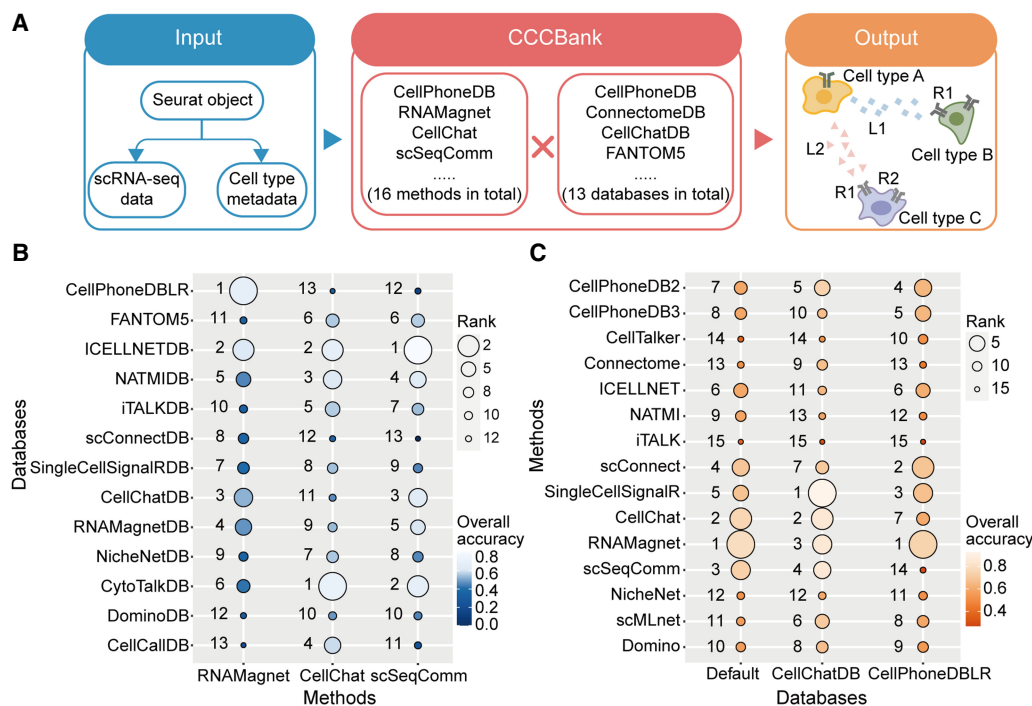 A
Input
Seurat object
scRNA-seq
data
Cell type
metadata
CCCBank
CellPhoneDB
RNAMagnet
CellChat
scSeqComm
.....
(16 methods in total)
CellPhoneDB
ConnectomeDB
CellChatDB
FANTOM5
.....
(13 databases in total)
Output
Cell type A
R1
L1
Cell type B
L2
R1
R2
Cell type C
B
Databases
CellPhoneDBLR 1 13 12
FANTOM5 11 6 6
ICELLNETDB 2 2 1
NATMIDB 5 3 4
iTALKDB 10 5 7
scConnectDB 8 12 13
SingleCellSignalRDB 7 8 9
CellChatDB 3 11 3
RNAMagnetDB 4 9 5
NicheNetDB 9 7 8
CytoTalkDB 6 1 2
DominoDB 12 10 10
CellCallDB 13 4 11
RNAMagnet CellChat scSeqComm
Methods
Rank
2
5
8
10
12
Overall
accuracy
0.8
0.6
0.4
0.2
0.0
C
Methods
CellPhoneDB2 7 5 4
CellPhoneDB3 8 10 5
CellTalker 14 14 10
Connectome 13 9 13
ICELLNET 6 11 6
NATMI 9 13 12
iTALK 15 15 15
scConnect 4 7 2
SingleCellSignalR 5 1 3
CellChat 2 2 7
RNAMagnet 1 3 1
scSeqComm 3 4 14
NicheNet 12 12 11
scMLnet 11 6 8
Domino 10 8 9
Default CellChatDB CellPhoneDBLR
Databases
Rank
5
10
15
Overall
accuracy
0.8
0.6
0.4